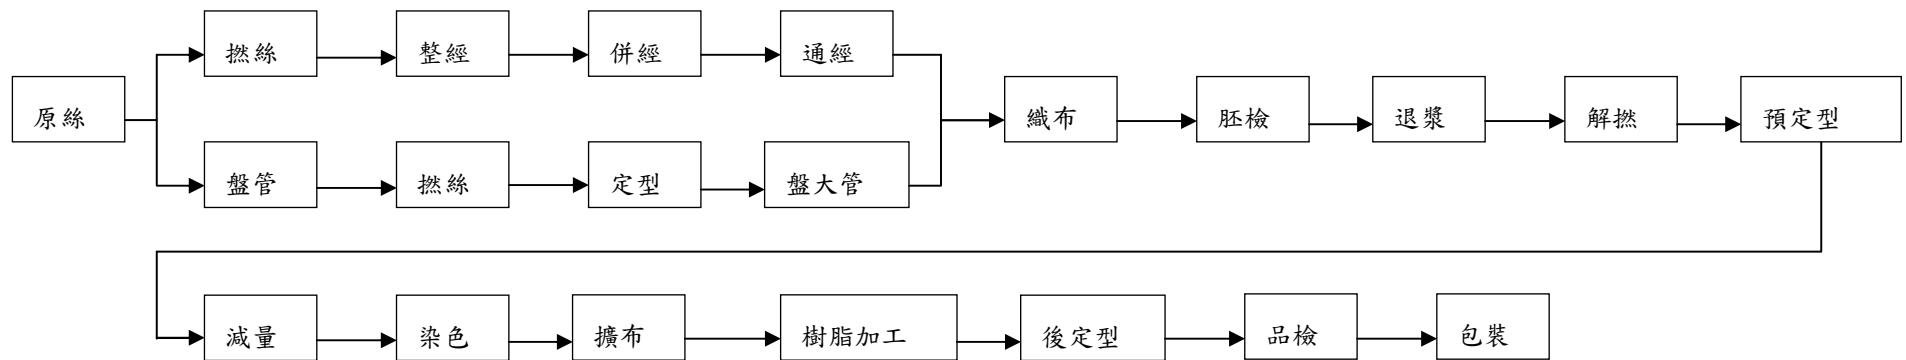 撚絲
整經
併經
通經
原絲
織布
胚檢
退漿
解撚
預定型
盤管
撚絲
定型
盤大管
減量
染色
擴布
樹脂加工
後定型
品檢
包裝